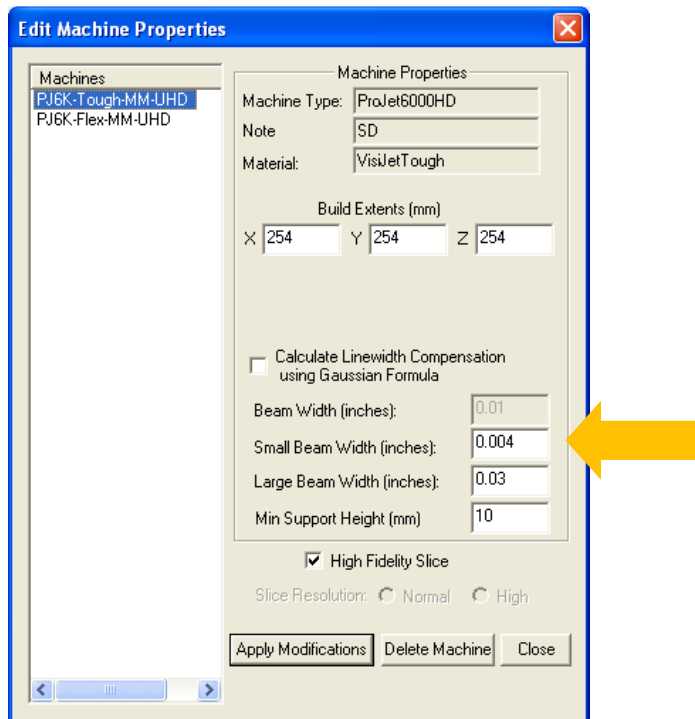 Edit Machine Properties
Machines
PJ6K-Tough-MM-UHD
PJ6K-Flex-MM-UHD
Machine Properties
Machine Type: ProJet6000HD
Note SD
Material: VisiJetTough
Build Extents (mm)
X 254 Y 254 Z 254
Calculate Linewidth Compensation
using Gaussian Formula
Beam Width (inches): 0.01
Small Beam Width (inches): 0.004
Large Beam Width (inches): 0.03
Min Support Height (mm) 10
High Fidelity Slice
Slice Resolution: Normal High
Apply Modifications Delete Machine Close